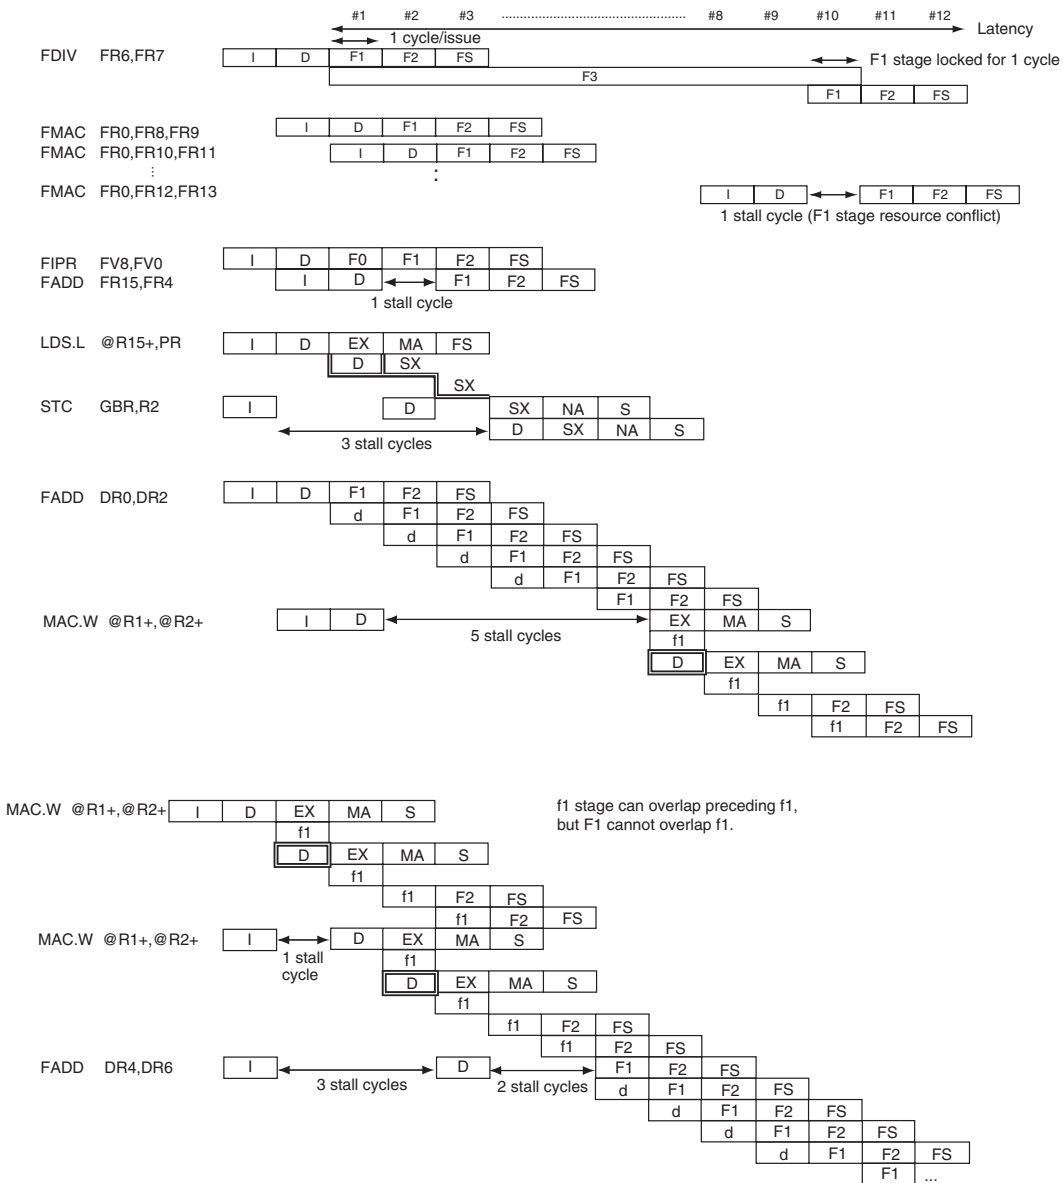 #1 #2 #3 #8 #9 #10 #11 #12
Latency
1 cycle/issue
FDIV FR6,FR7 I D F1 F2 FS
F1 stage locked for 1 cycle
F3
F1 F2 FS
FMAC FR0,FR8,FR9 I D F1 F2 FS
FMAC FR0,FR10,FR11 I D F1 F2 FS
FMAC FR0,FR12,FR13 I D F1 F2 FS
1 stall cycle (F1 stage resource conflict)
FIPR FV8,FV0 I D F0 F1 F2 FS
FADD FR15,FR4 I D F1 F2 FS
1 stall cycle
LDS.L @R15+,PR I D EX MA FS
D SX
SX
STC GBR,R2 I D SX NA S
D SX NA S
3 stall cycles
FADD DR0,DR2 I D F1 F2 FS
d F1 F2 FS
d F1 F2 FS
d F1 F2 FS
d F1 F2 FS
F1 F2 FS
MAC.W @R1+,@R2+ I D EX MA S
5 stall cycles
f1
D EX MA S
f1
f1 F2 FS
f1 F2 FS
MAC.W @R1+,@R2+ I D EX MA S
f1 stage can overlap preceding f1,
but F1 cannot overlap f1.
f1
D EX MA S
f1
f1 F2 FS
f1 F2 FS
MAC.W @R1+,@R2+ I D EX MA S
1 stall
cycle
f1
D EX MA S
f1
f1 F2 FS
f1 F2 FS
FADD DR4,DR6 I D F1 F2 FS
3 stall cycles 2 stall cycles
d F1 F2 FS
d F1 F2 FS
d F1 F2 FS
d F1 F2 FS
F1 ...